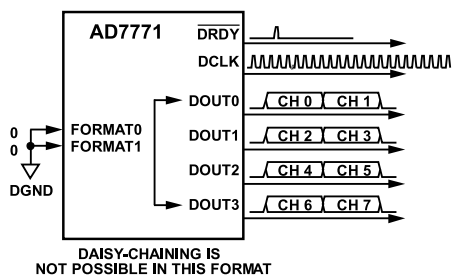 AD7771
DRDY
DCLK
DOUT0 CH 0 CH 1
0 FORMAT0
DOUT1 CH 2 CH 3
0 FORMAT1
DOUT2 CH 4 CH 5
DGND
DOUT3 CH 6 CH 7
DAISY-CHAINING IS
NOT POSSIBLE IN THIS FORMAT